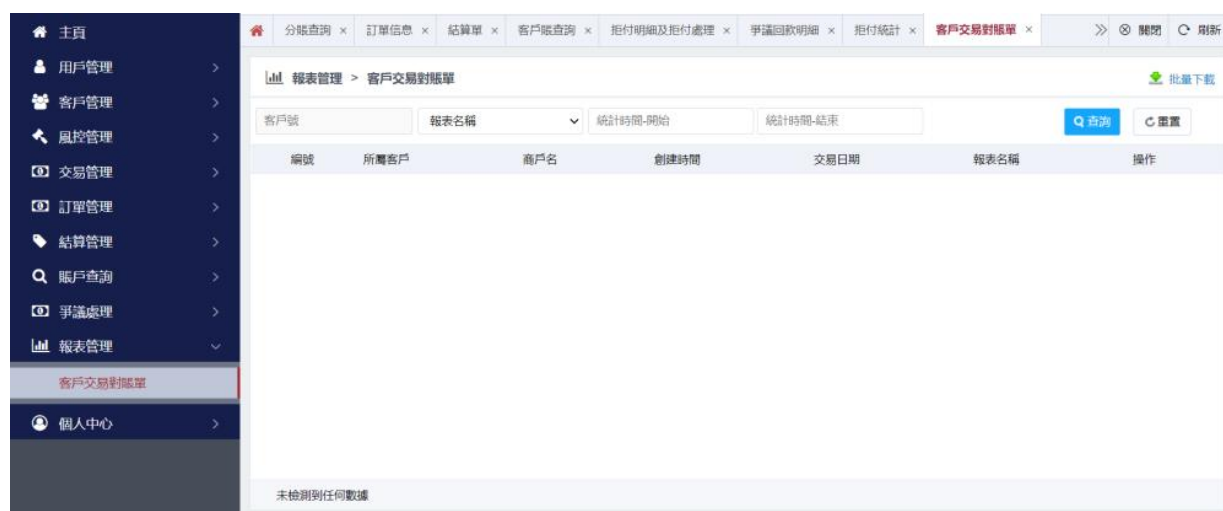 主頁
用戶管理
客戶管理
風控管理
交易管理
訂單管理
結算管理
賬戶查詢
爭議處理
報表管理
客戶交易對賬單
個人中心
分賬查詢 × 訂單信息 × 結算單 × 客戶賬查詢 × 拒付明細及拒付處理 × 爭議回款明細 × 拒付統計 × 客戶交易對賬單 × 關閉 刷新
報表管理 > 客戶交易對賬單 批量下載
客戶號 報表名稱 統計時間-開始 統計時間-結束 查詢 重置
編號 所屬客戶 商戶名 創建時間 交易日期 報表名稱 操作
未檢測到任何數據